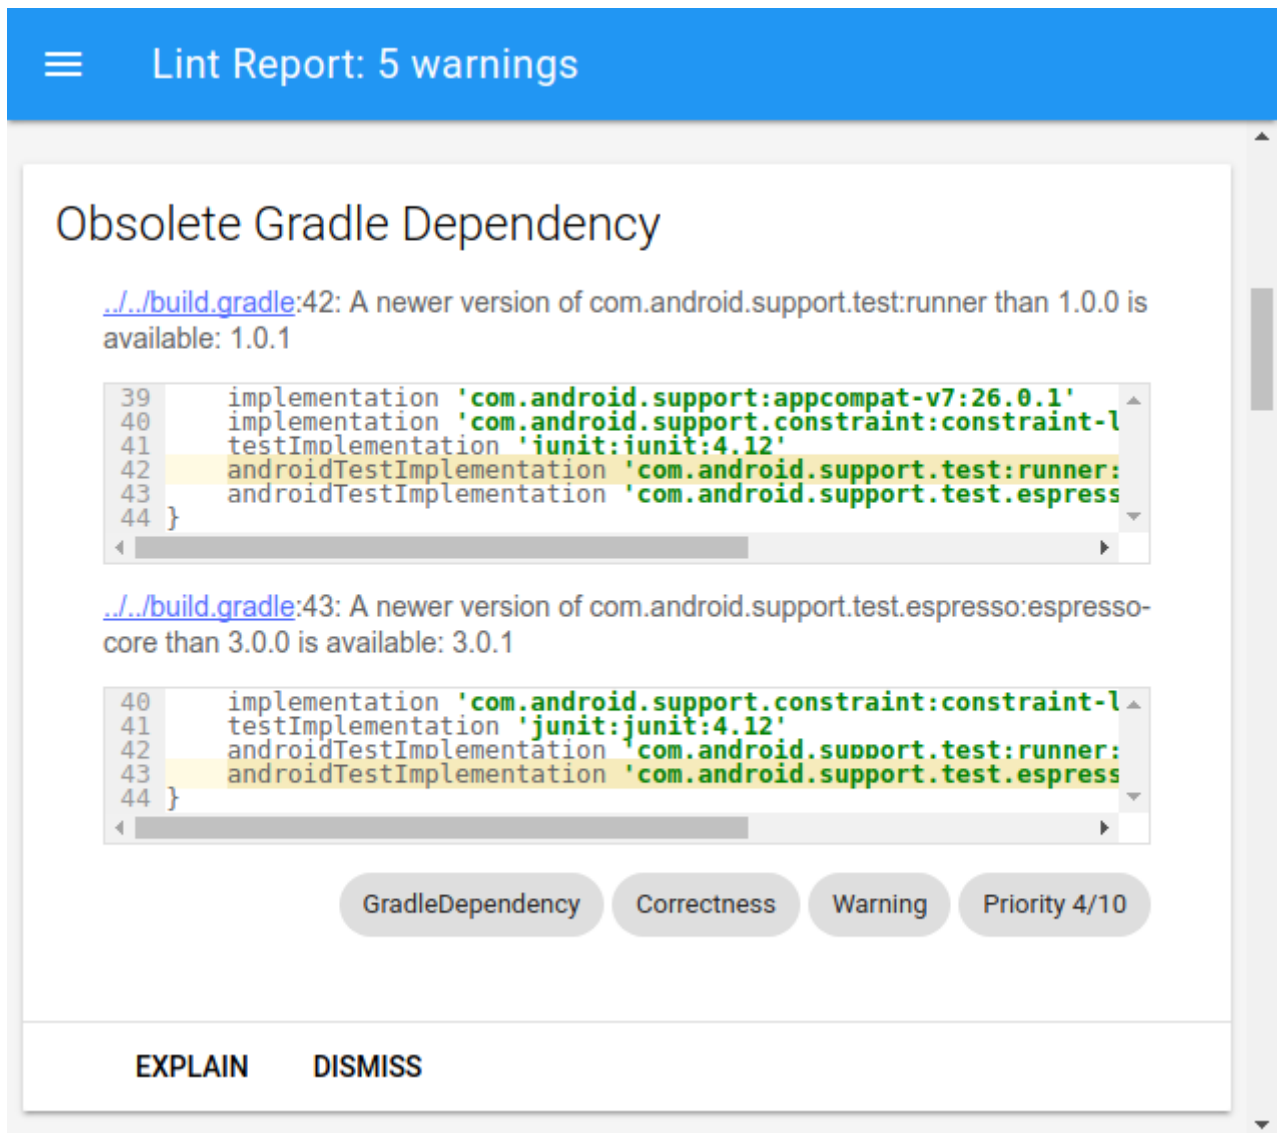 Lint Report: 5 warnings
Obsolete Gradle Dependency
../../build.gradle:42: A newer version of com.android.support.test:runner than 1.0.0 is
available: 1.0.1
39 implementation 'com.android.support:appcompat-v7:26.0.1'
40 implementation 'com.android.support.constraint:constraint-l
41 testImplementation 'junit:junit:4.12'
42 androidTestImplementation 'com.android.support.test:runner:
43 androidTestImplementation 'com.android.support.test.espress
44 }
../../build.gradle:43: A newer version of com.android.support.test.espresso:espresso-
core than 3.0.0 is available: 3.0.1
40 implementation 'com.android.support.constraint:constraint-l
41 testImplementation 'junit:junit:4.12'
42 androidTestImplementation 'com.android.support.test:runner:
43 androidTestImplementation 'com.android.support.test.espress
44 }
GradleDependency Correctness Warning Priority 4/10
EXPLAIN DISMISS